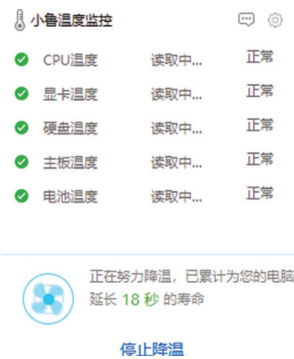 小鲁温度监控
CPU温度 读取中... 正常
显卡温度 读取中... 正常
硬盘温度 读取中... 正常
主板温度 读取中... 正常
电池温度 读取中... 正常
正在努力降温，已累计为您的电脑
延长 18 秒 的寿命
停止降温